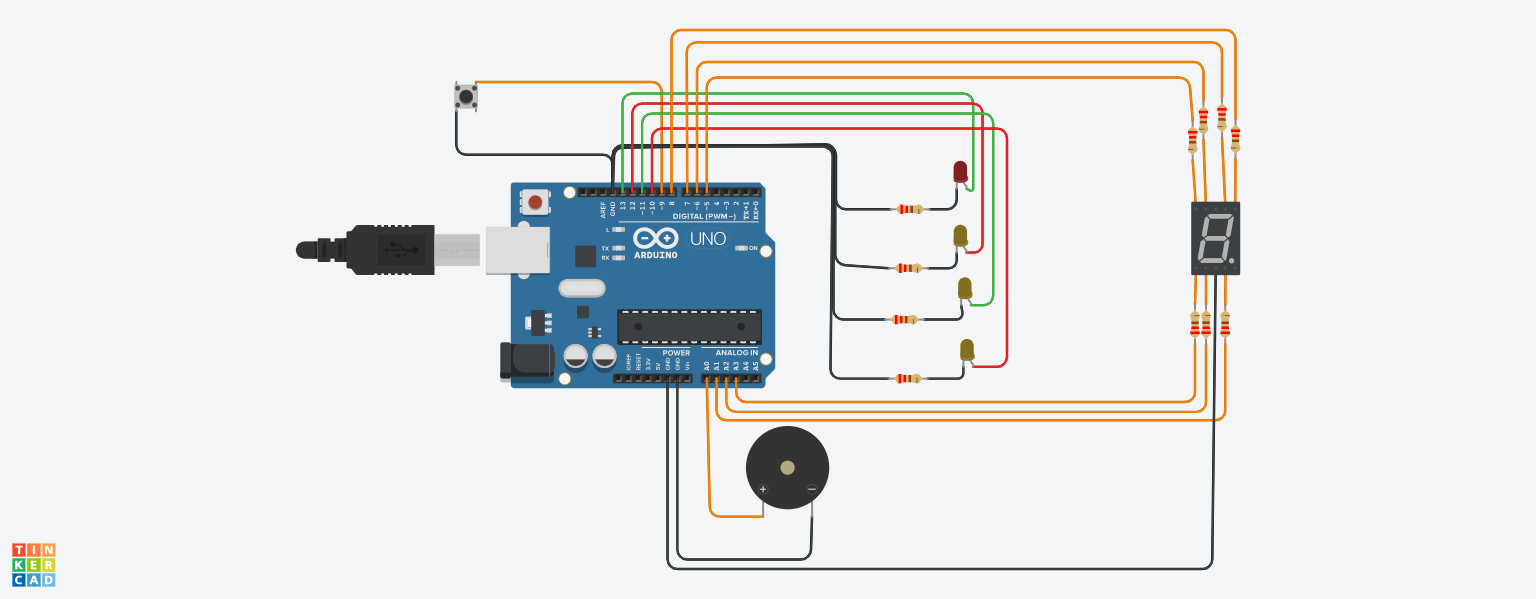 AREF
GND
13
12
~11
~10
~9
8
7
~6
~5
4
~3
2
TX→1
RX←0
DIGITAL (PWM~)
L
TX
RX
ARDUINO
UNO
ON
IOREF
RESET
3.3V
5V
GND
GND
Vin
POWER
ANALOG IN
A0
A1
A2
A3
A4
A5
+
−
TIN
KER
CAD